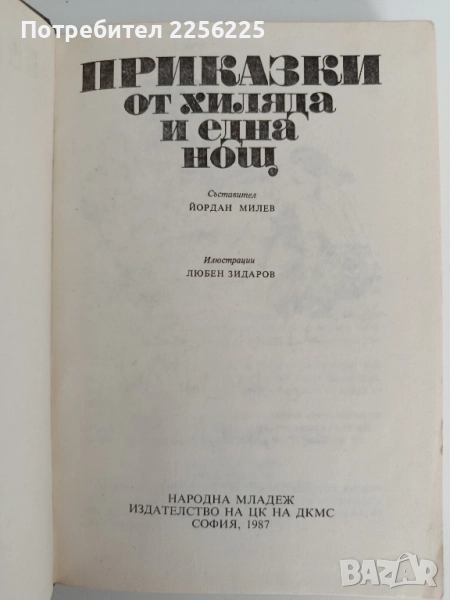 Потребител 2256225
ПРИКАЗКИ
ОТ ХИЛЯДА
И ЕДНА
НОЩ
Съставител
ЙОРДАН МИЛЕВ
Илюстрации
ЛЮБЕН ЗИДАРОВ
НАРОДНА МЛАДЕЖ
ИЗДАТЕЛСТВО НА ЦК НА ДКМС
СОФИЯ, 1987
BAZAR